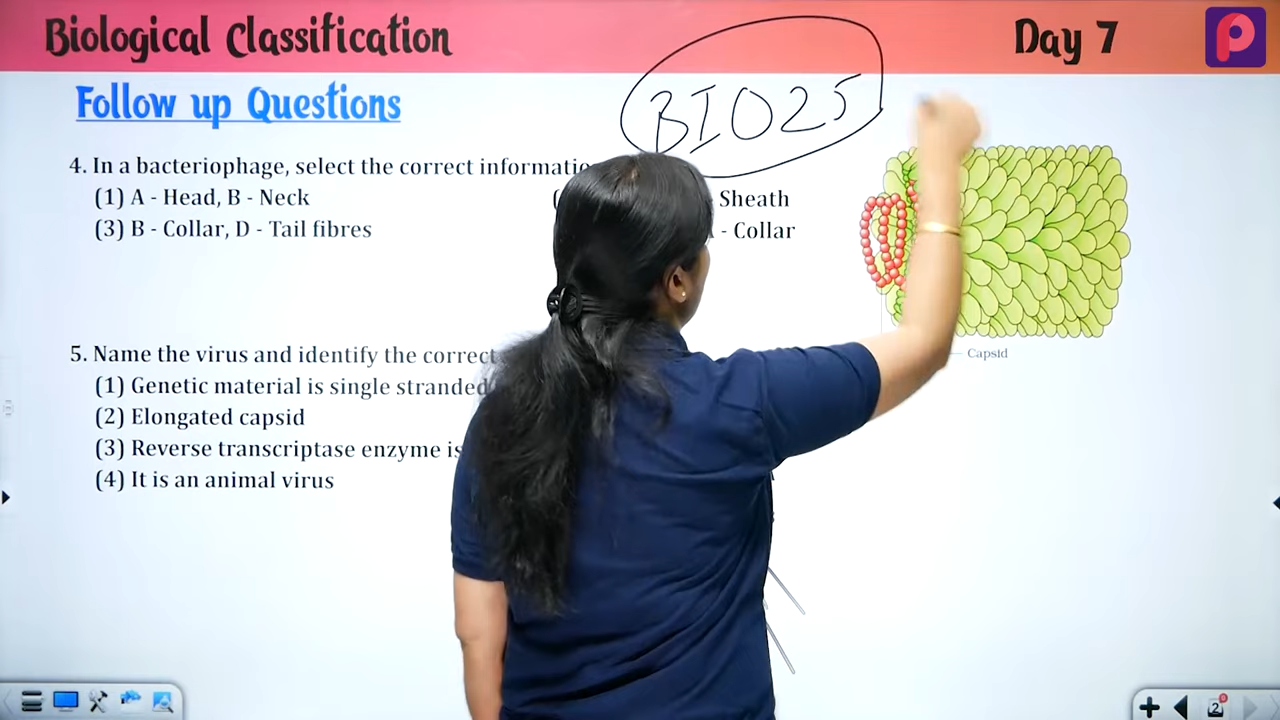 Biological Classification
Day 7
Follow up Questions
BIO25
4. In a bacteriophage, select the correct
(1) A - Head, B - Neck
Sheath
(3) B - Collar, D - Tail fibres
- Collar
5. Name the virus and identify the correct
(1) Genetic material is single stranded
(2) Elongated capsid
(3) Reverse transcriptase enzyme is
(4) It is an animal virus
Capsid
2